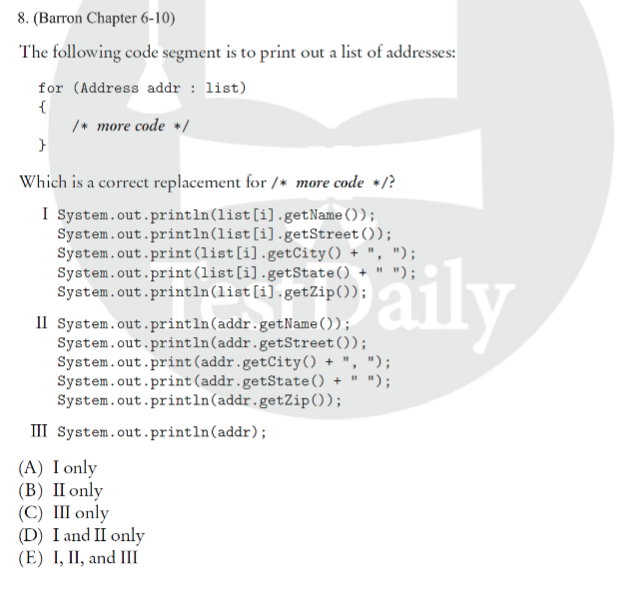 8. (Barron Chapter 6-10)
The following code segment is to print out a list of addresses:
for (Address addr : list)
{
/* more code */
}
Which is a correct replacement for /* more code */?
I System.out.println(list[i].getName());
System.out.println(list[i].getStreet());
System.out.print(list[i].getCity() + ", ");
System.out.print(list[i].getState() + " ");
System.out.println(list[i].getZip());
II System.out.println(addr.getName());
System.out.println(addr.getStreet());
System.out.print(addr.getCity() + ", ");
System.out.print(addr.getState() + " ");
System.out.println(addr.getZip());
III System.out.println(addr);
(A) I only
(B) II only
(C) III only
(D) I and II only
(E) I, II, and III
TestDaily